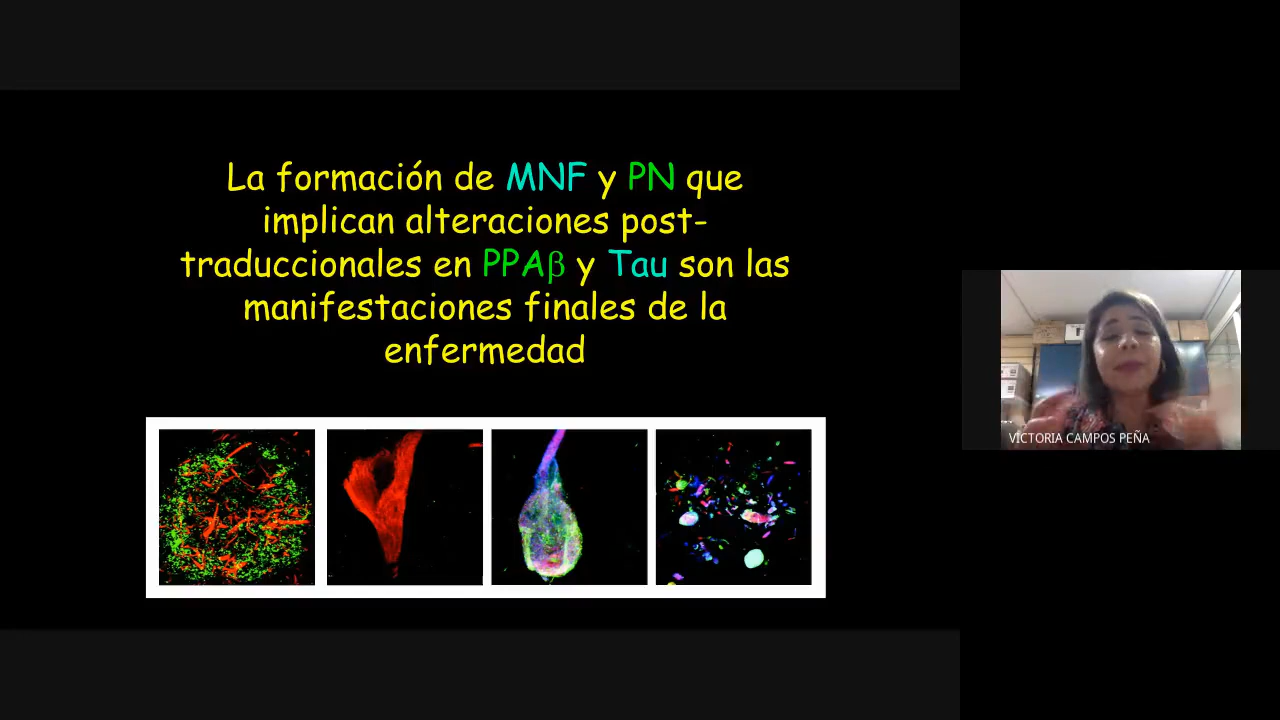 La formación de MNF y PN que
implican alteraciones post-
traduccionales en PPAβ y Tau son las
manifestaciones finales de la
enfermedad
VICTORIA CAMPOS PEÑA